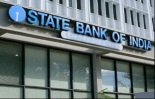 STATE BANK OF INDIA